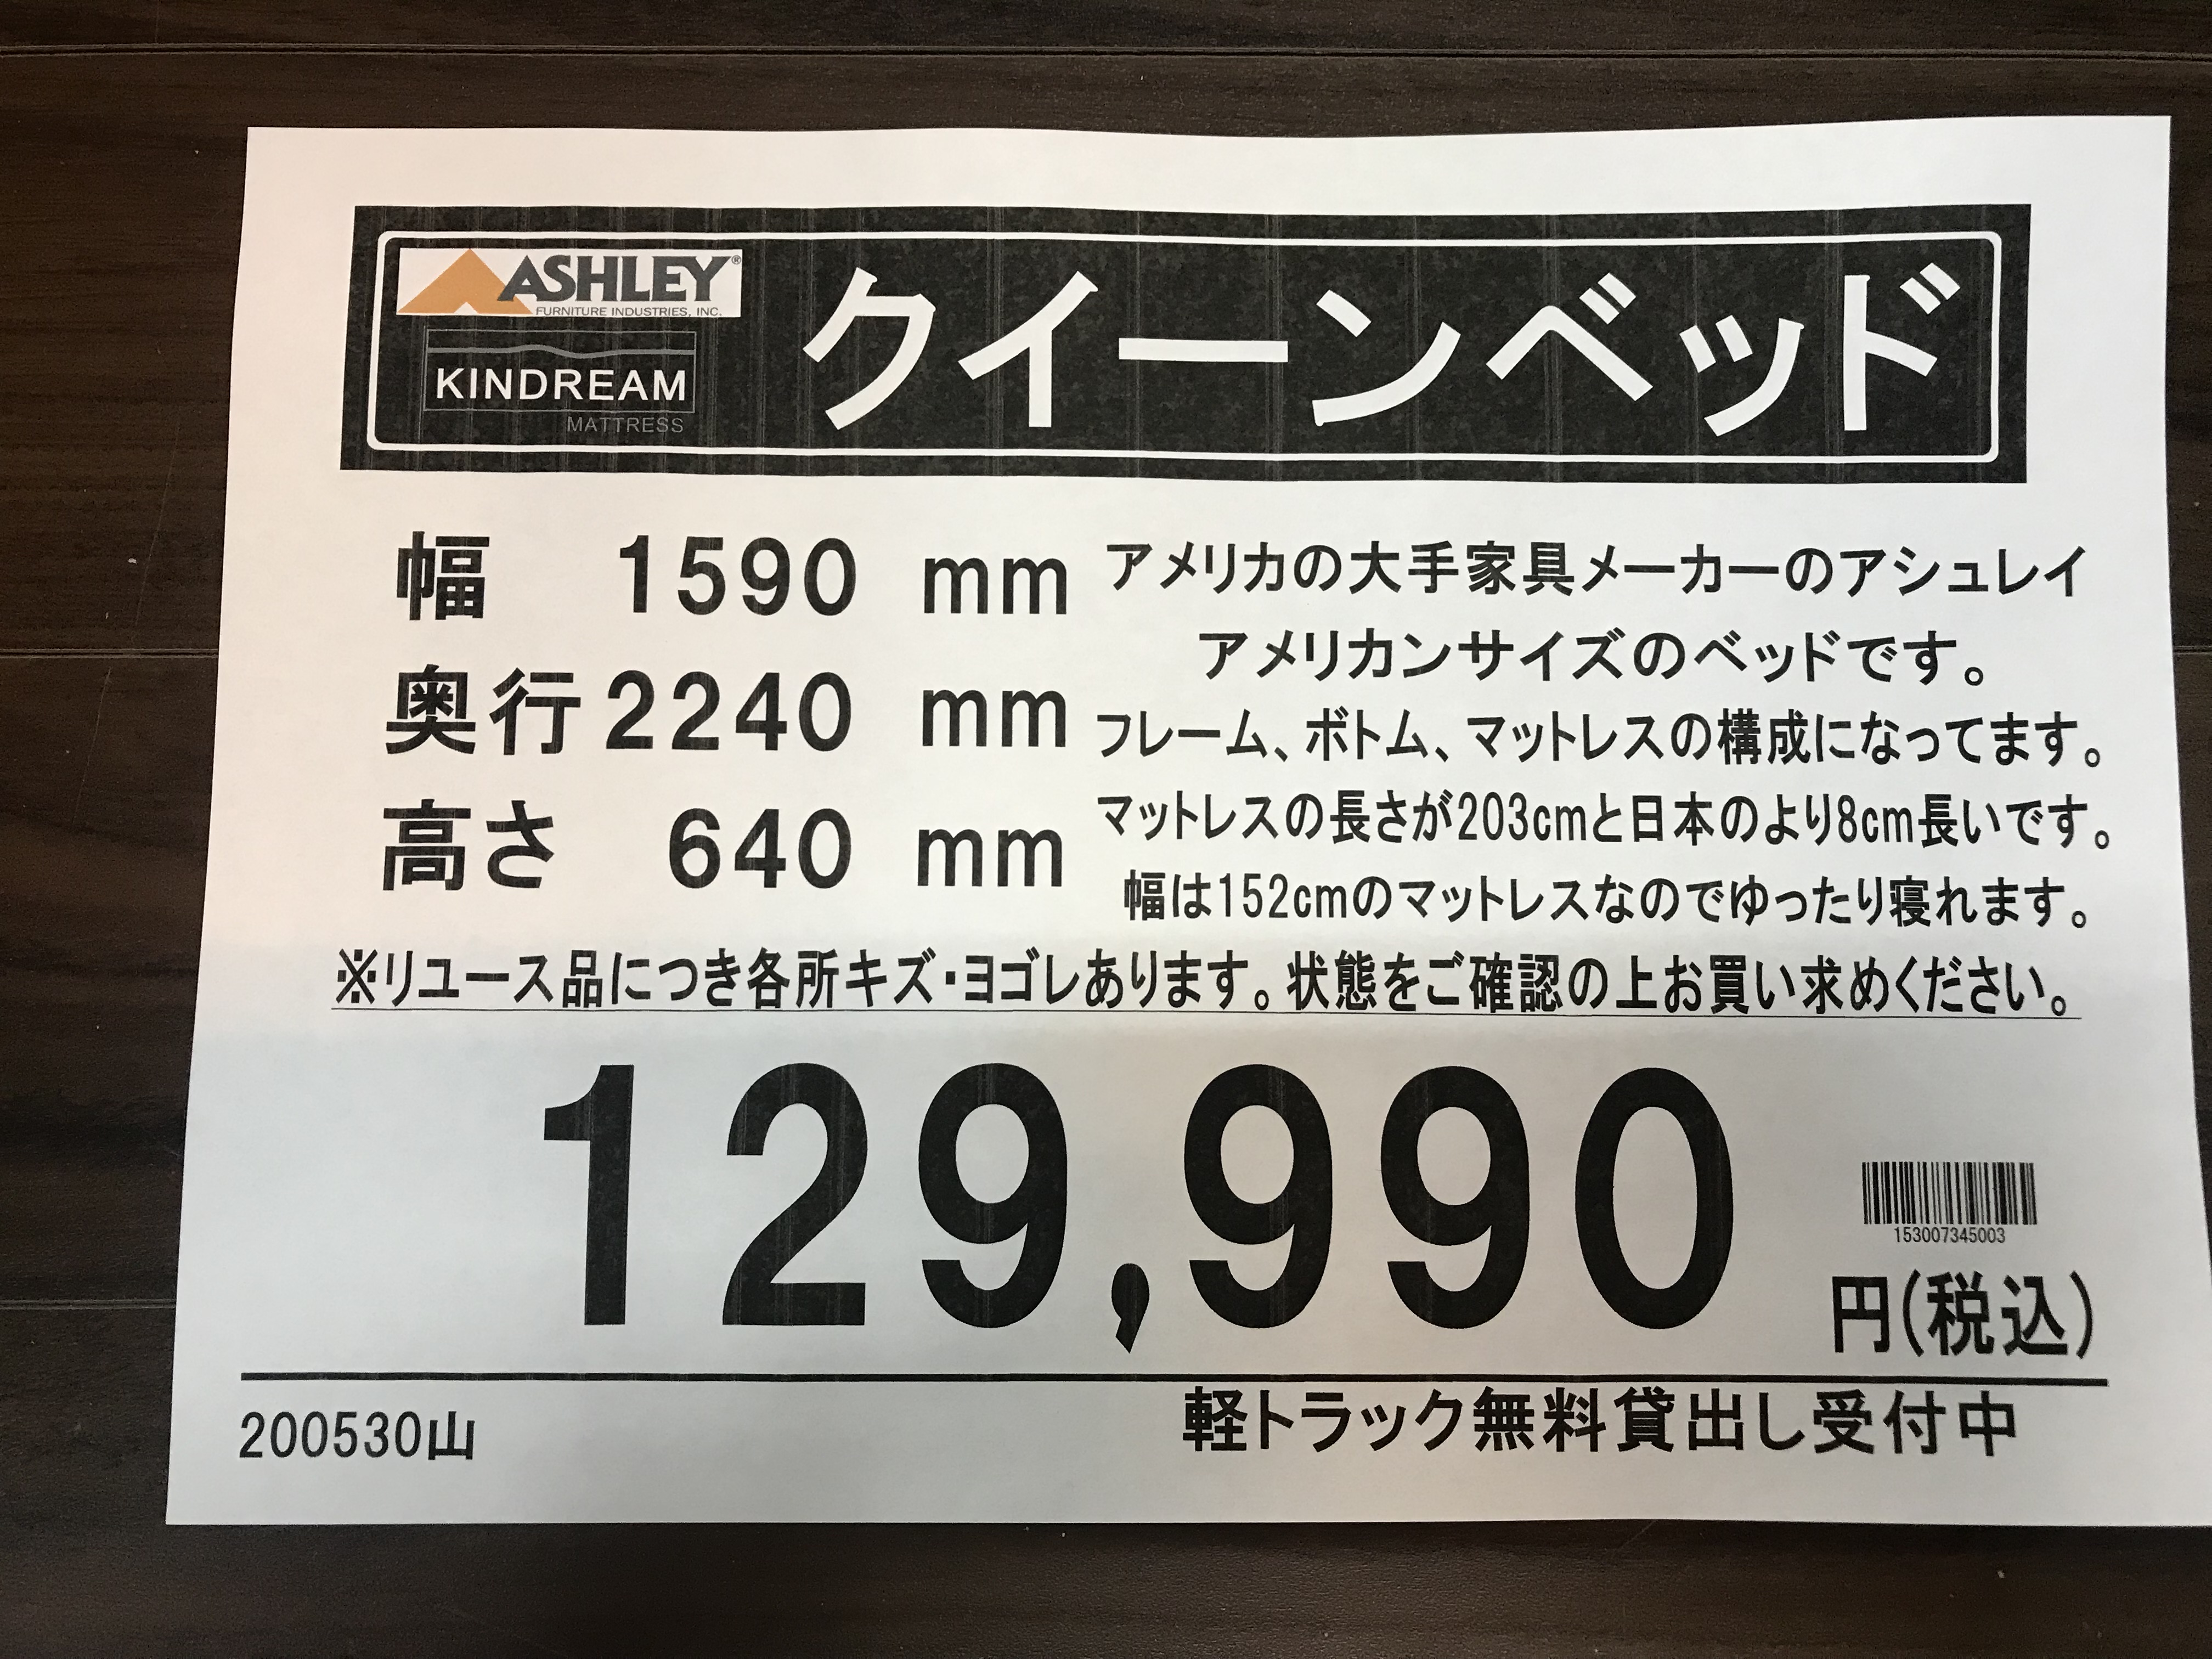 ASHLEY®
FURNITURE INDUSTRIES, INC.
KINDREAM
MATTRESS
クイーンベッド
幅 1590 mm
奥行2240 mm
高さ 640 mm
アメリカの大手家具メーカーのアシュレイ
アメリカンサイズのベッドです。
フレーム、ボトム、マットレスの構成になってます。
マットレスの長さが203cmと日本のより8cm長いです。
幅は152cmのマットレスなのでゆったり寝れます。
※リユース品につき各所キズ・ヨゴレあります。状態をご確認の上お買い求めください。
129,990
153007345003
円(税込)
200530山
軽トラック無料貸出し受付中